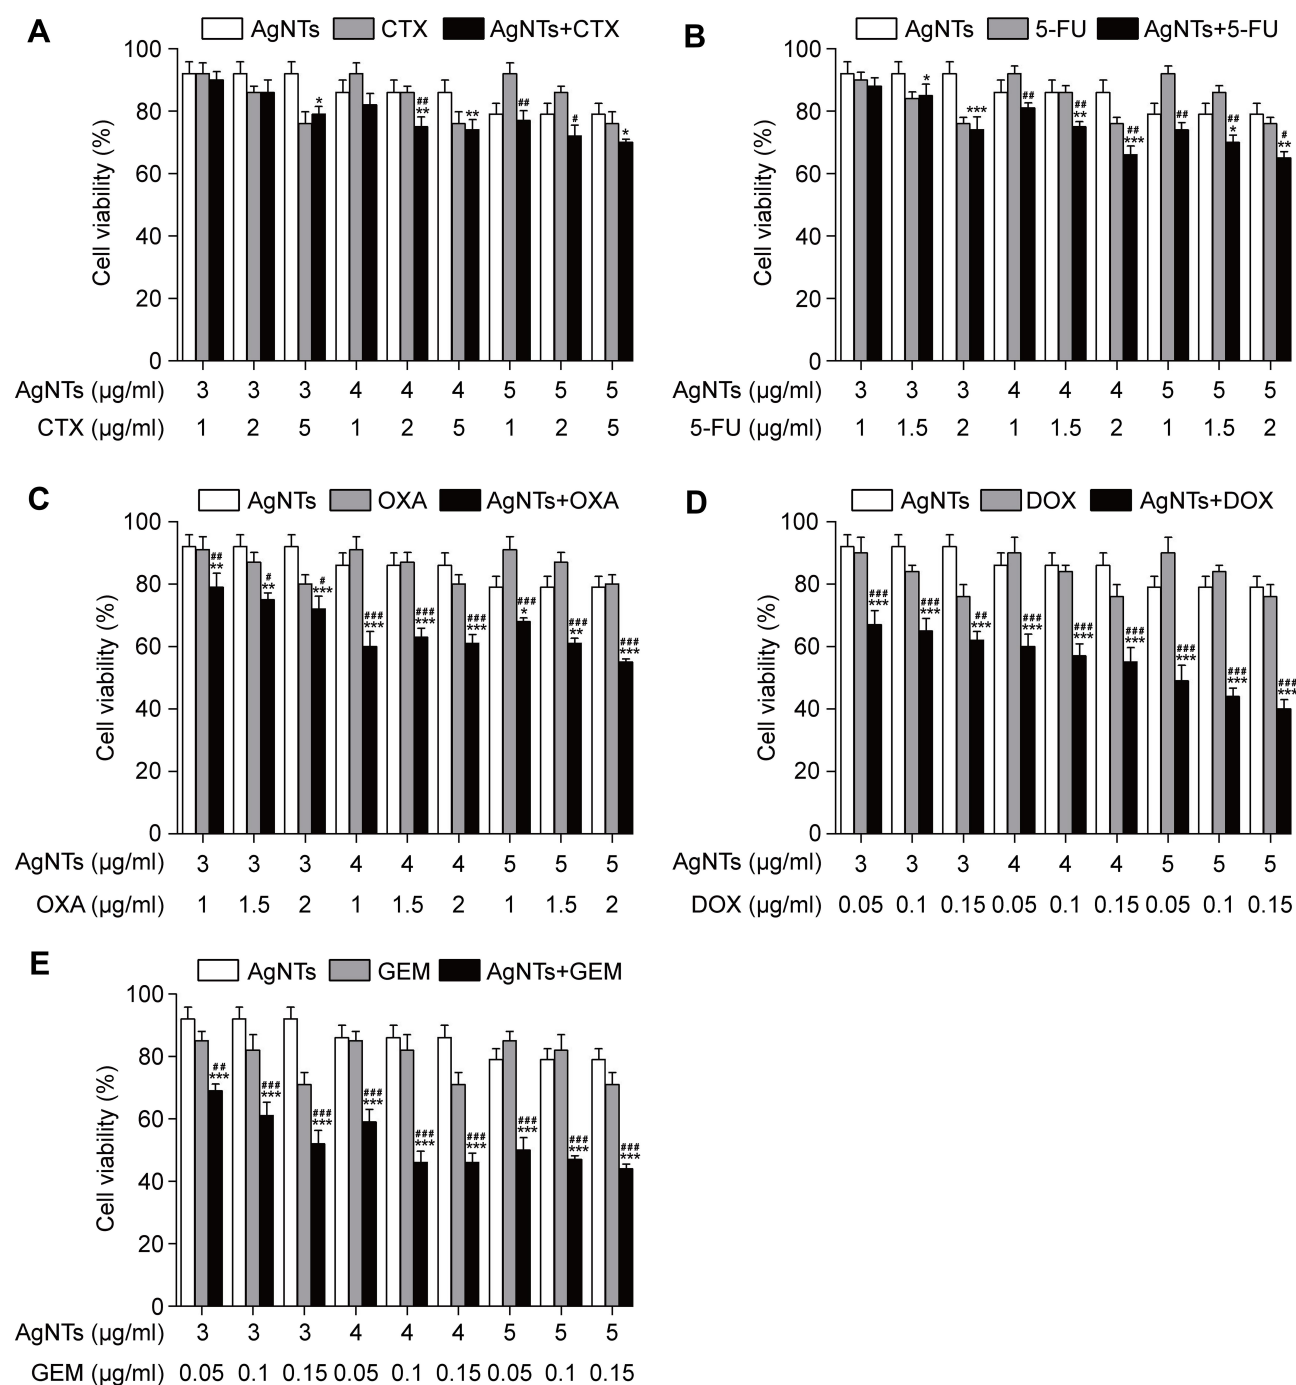 A
AgNTs CTX AgNTs+CTX
Cell viability (%)
100
80
60
40
20
0
* ## ** ** ## # *
AgNTs (µg/ml) 3 3 3 4 4 4 5 5 5
CTX (µg/ml) 1 2 5 1 2 5 1 2 5
B
AgNTs 5-FU AgNTs+5-FU
Cell viability (%)
100
80
60
40
20
0
* *** ## ## ** ## *** ## ## * # **
AgNTs (µg/ml) 3 3 3 4 4 4 5 5 5
5-FU (µg/ml) 1 1.5 2 1 1.5 2 1 1.5 2
C
AgNTs OXA AgNTs+OXA
Cell viability (%)
100
80
60
40
20
0
## ** # ** # *** ### *** ### *** ### *** ### * ### ** ### ***
AgNTs (µg/ml) 3 3 3 4 4 4 5 5 5
OXA (µg/ml) 1 1.5 2 1 1.5 2 1 1.5 2
D
AgNTs DOX AgNTs+DOX
Cell viability (%)
100
80
60
40
20
0
### *** ### *** ## *** ### *** ### *** ### *** ### *** ### *** ### ***
AgNTs (µg/ml) 3 3 3 4 4 4 5 5 5
DOX (µg/ml) 0.05 0.1 0.15 0.05 0.1 0.15 0.05 0.1 0.15
E
AgNTs GEM AgNTs+GEM
Cell viability (%)
100
80
60
40
20
0
## *** ### *** ### *** ### *** ### *** ### *** ### *** ### *** ### ***
AgNTs (µg/ml) 3 3 3 4 4 4 5 5 5
GEM (µg/ml) 0.05 0.1 0.15 0.05 0.1 0.15 0.05 0.1 0.15